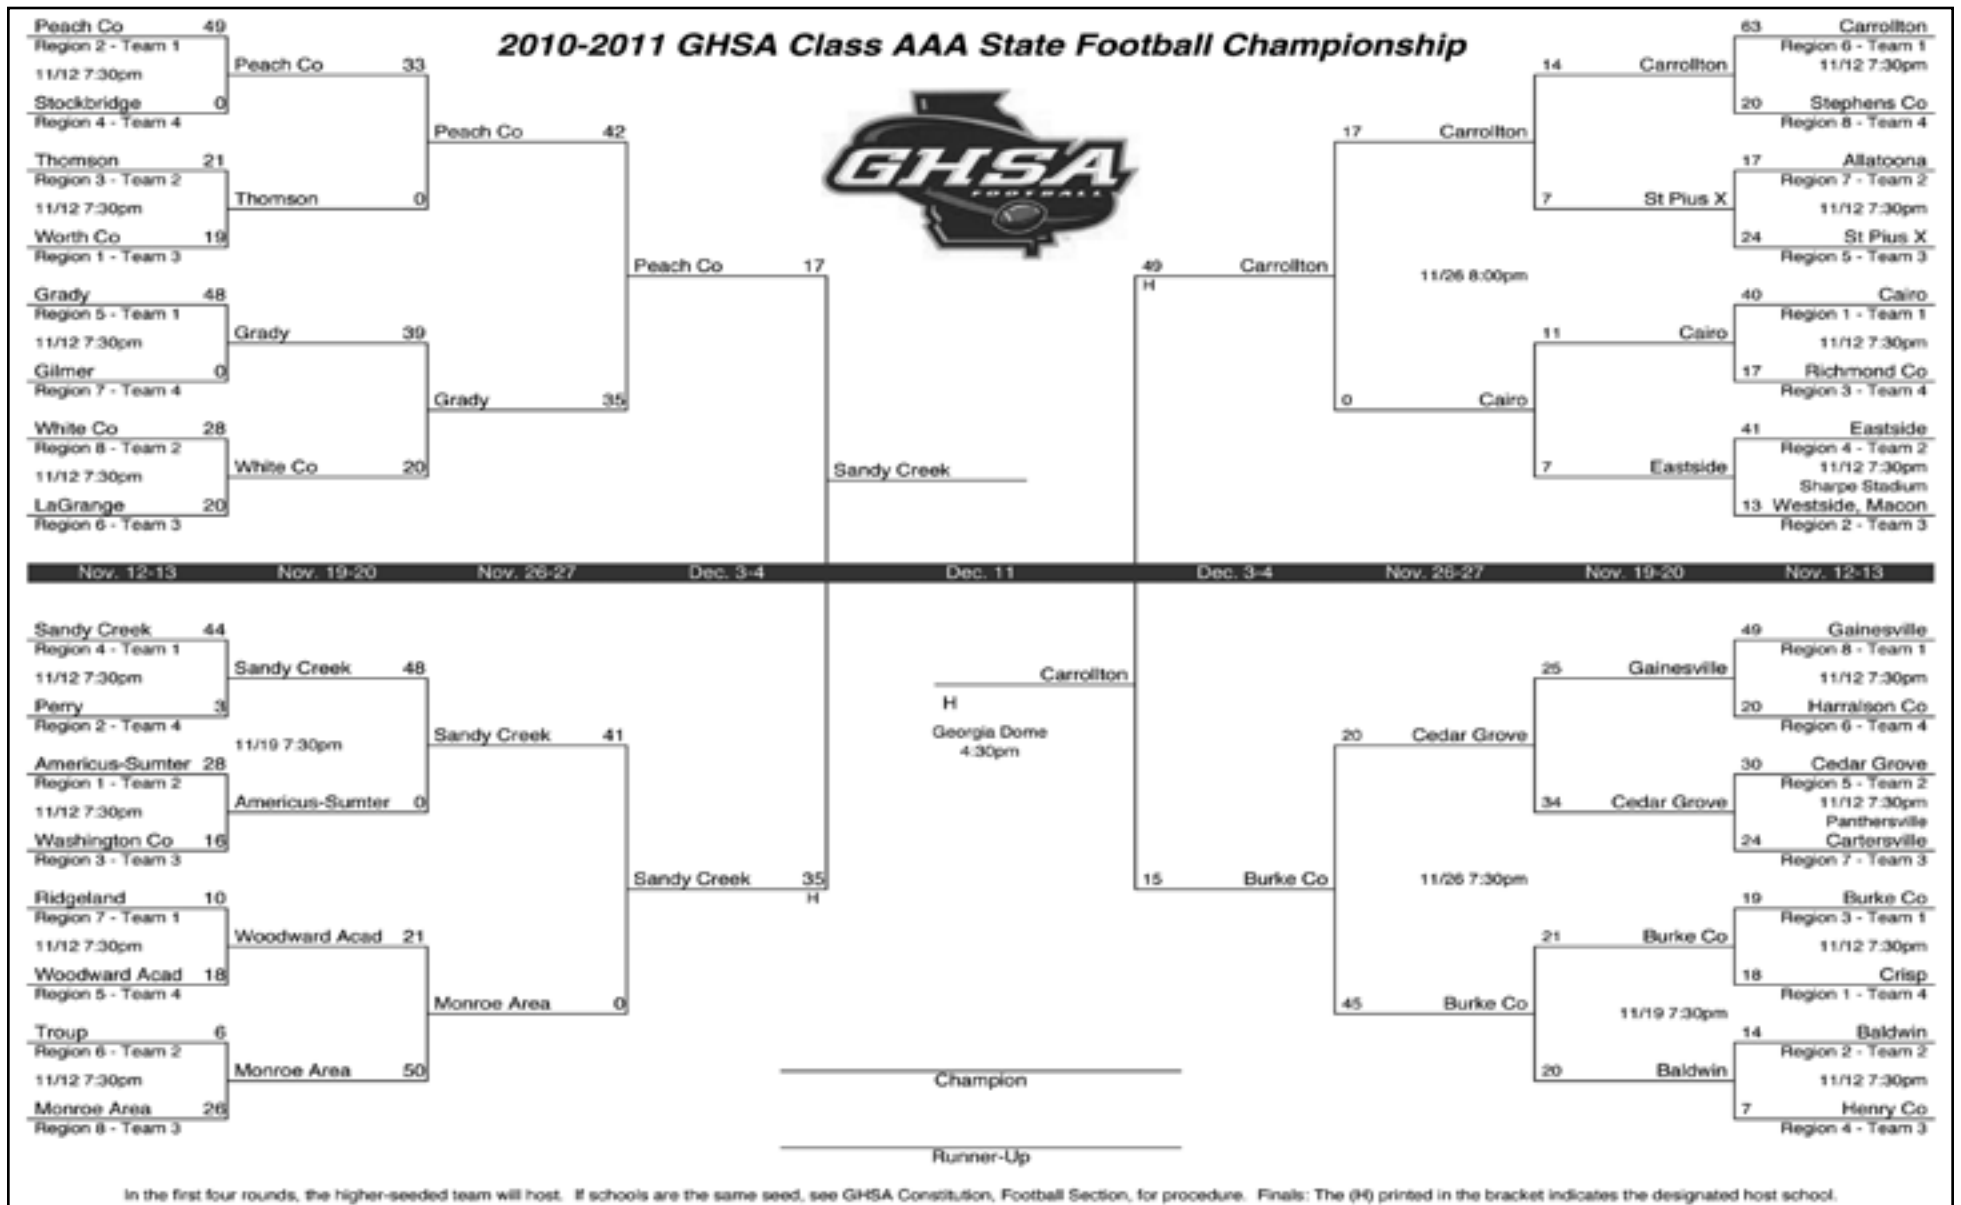 2010-2011 GHSA Class AAA State Football Championship
GHSA
FOOTBALL
Peach Co 49
Region 2 - Team 1
11/12 7:30pm
Stockbridge 0
Region 4 - Team 4
Thomson 21
Region 3 - Team 2
11/12 7:30pm
Worth Co 19
Region 1 - Team 3
Grady 48
Region 5 - Team 1
11/12 7:30pm
Gilmer 0
Region 7 - Team 4
White Co 28
Region 8 - Team 2
11/12 7:30pm
LaGrange 20
Region 6 - Team 3
Peach Co 33
Thomson 0
Grady 39
White Co 20
Peach Co 42
Grady 35
Peach Co 17
Sandy Creek
63 Carrollton
Region 6 - Team 1
11/12 7:30pm
20 Stephens Co
Region 8 - Team 4
17 Allatoona
Region 7 - Team 2
11/12 7:30pm
24 St Pius X
Region 5 - Team 3
40 Cairo
Region 1 - Team 1
11/12 7:30pm
17 Richmond Co
Region 3 - Team 4
41 Eastside
Region 4 - Team 2
11/12 7:30pm
Sharpe Stadium
13 Westside, Macon
Region 2 - Team 3
14 Carrollton
7 St Pius X
11 Cairo
7 Eastside
17 Carrollton
11/26 8:00pm
0 Cairo
49 Carrollton
H
Nov. 12-13 Nov. 19-20 Nov. 26-27 Dec. 3-4 Dec. 11 Dec. 3-4 Nov. 26-27 Nov. 19-20 Nov. 12-13
Sandy Creek 44
Region 4 - Team 1
11/12 7:30pm
Perry 3
Region 2 - Team 4
Americus-Sumter 28
Region 1 - Team 2
11/12 7:30pm
Washington Co 16
Region 3 - Team 3
Ridgeland 10
Region 7 - Team 1
11/12 7:30pm
Woodward Acad 18
Region 5 - Team 4
Troup 6
Region 6 - Team 2
11/12 7:30pm
Monroe Area 26
Region 8 - Team 3
Sandy Creek 48
11/19 7:30pm
Americus-Sumter 0
Woodward Acad 21
Monroe Area 50
Sandy Creek 41
Monroe Area 0
Sandy Creek 35
H
Carrollton
H
Georgia Dome
4:30pm
49 Gainesville
Region 8 - Team 1
11/12 7:30pm
20 Harralson Co
Region 6 - Team 4
30 Cedar Grove
Region 5 - Team 2
11/12 7:30pm
Panthersville
24 Cartersville
Region 7 - Team 3
19 Burke Co
Region 3 - Team 1
11/12 7:30pm
18 Crisp
Region 1 - Team 4
14 Baldwin
Region 2 - Team 2
11/12 7:30pm
7 Henry Co
Region 4 - Team 3
25 Gainesville
34 Cedar Grove
21 Burke Co
11/19 7:30pm
20 Baldwin
20 Cedar Grove
11/26 7:30pm
45 Burke Co
15 Burke Co
Champion
Runner-Up
In the first four rounds, the higher-seeded team will host. If schools are the same seed, see GHSA Constitution, Football Section, for procedure. Finals: The (H) printed in the bracket indicates the designated host school.